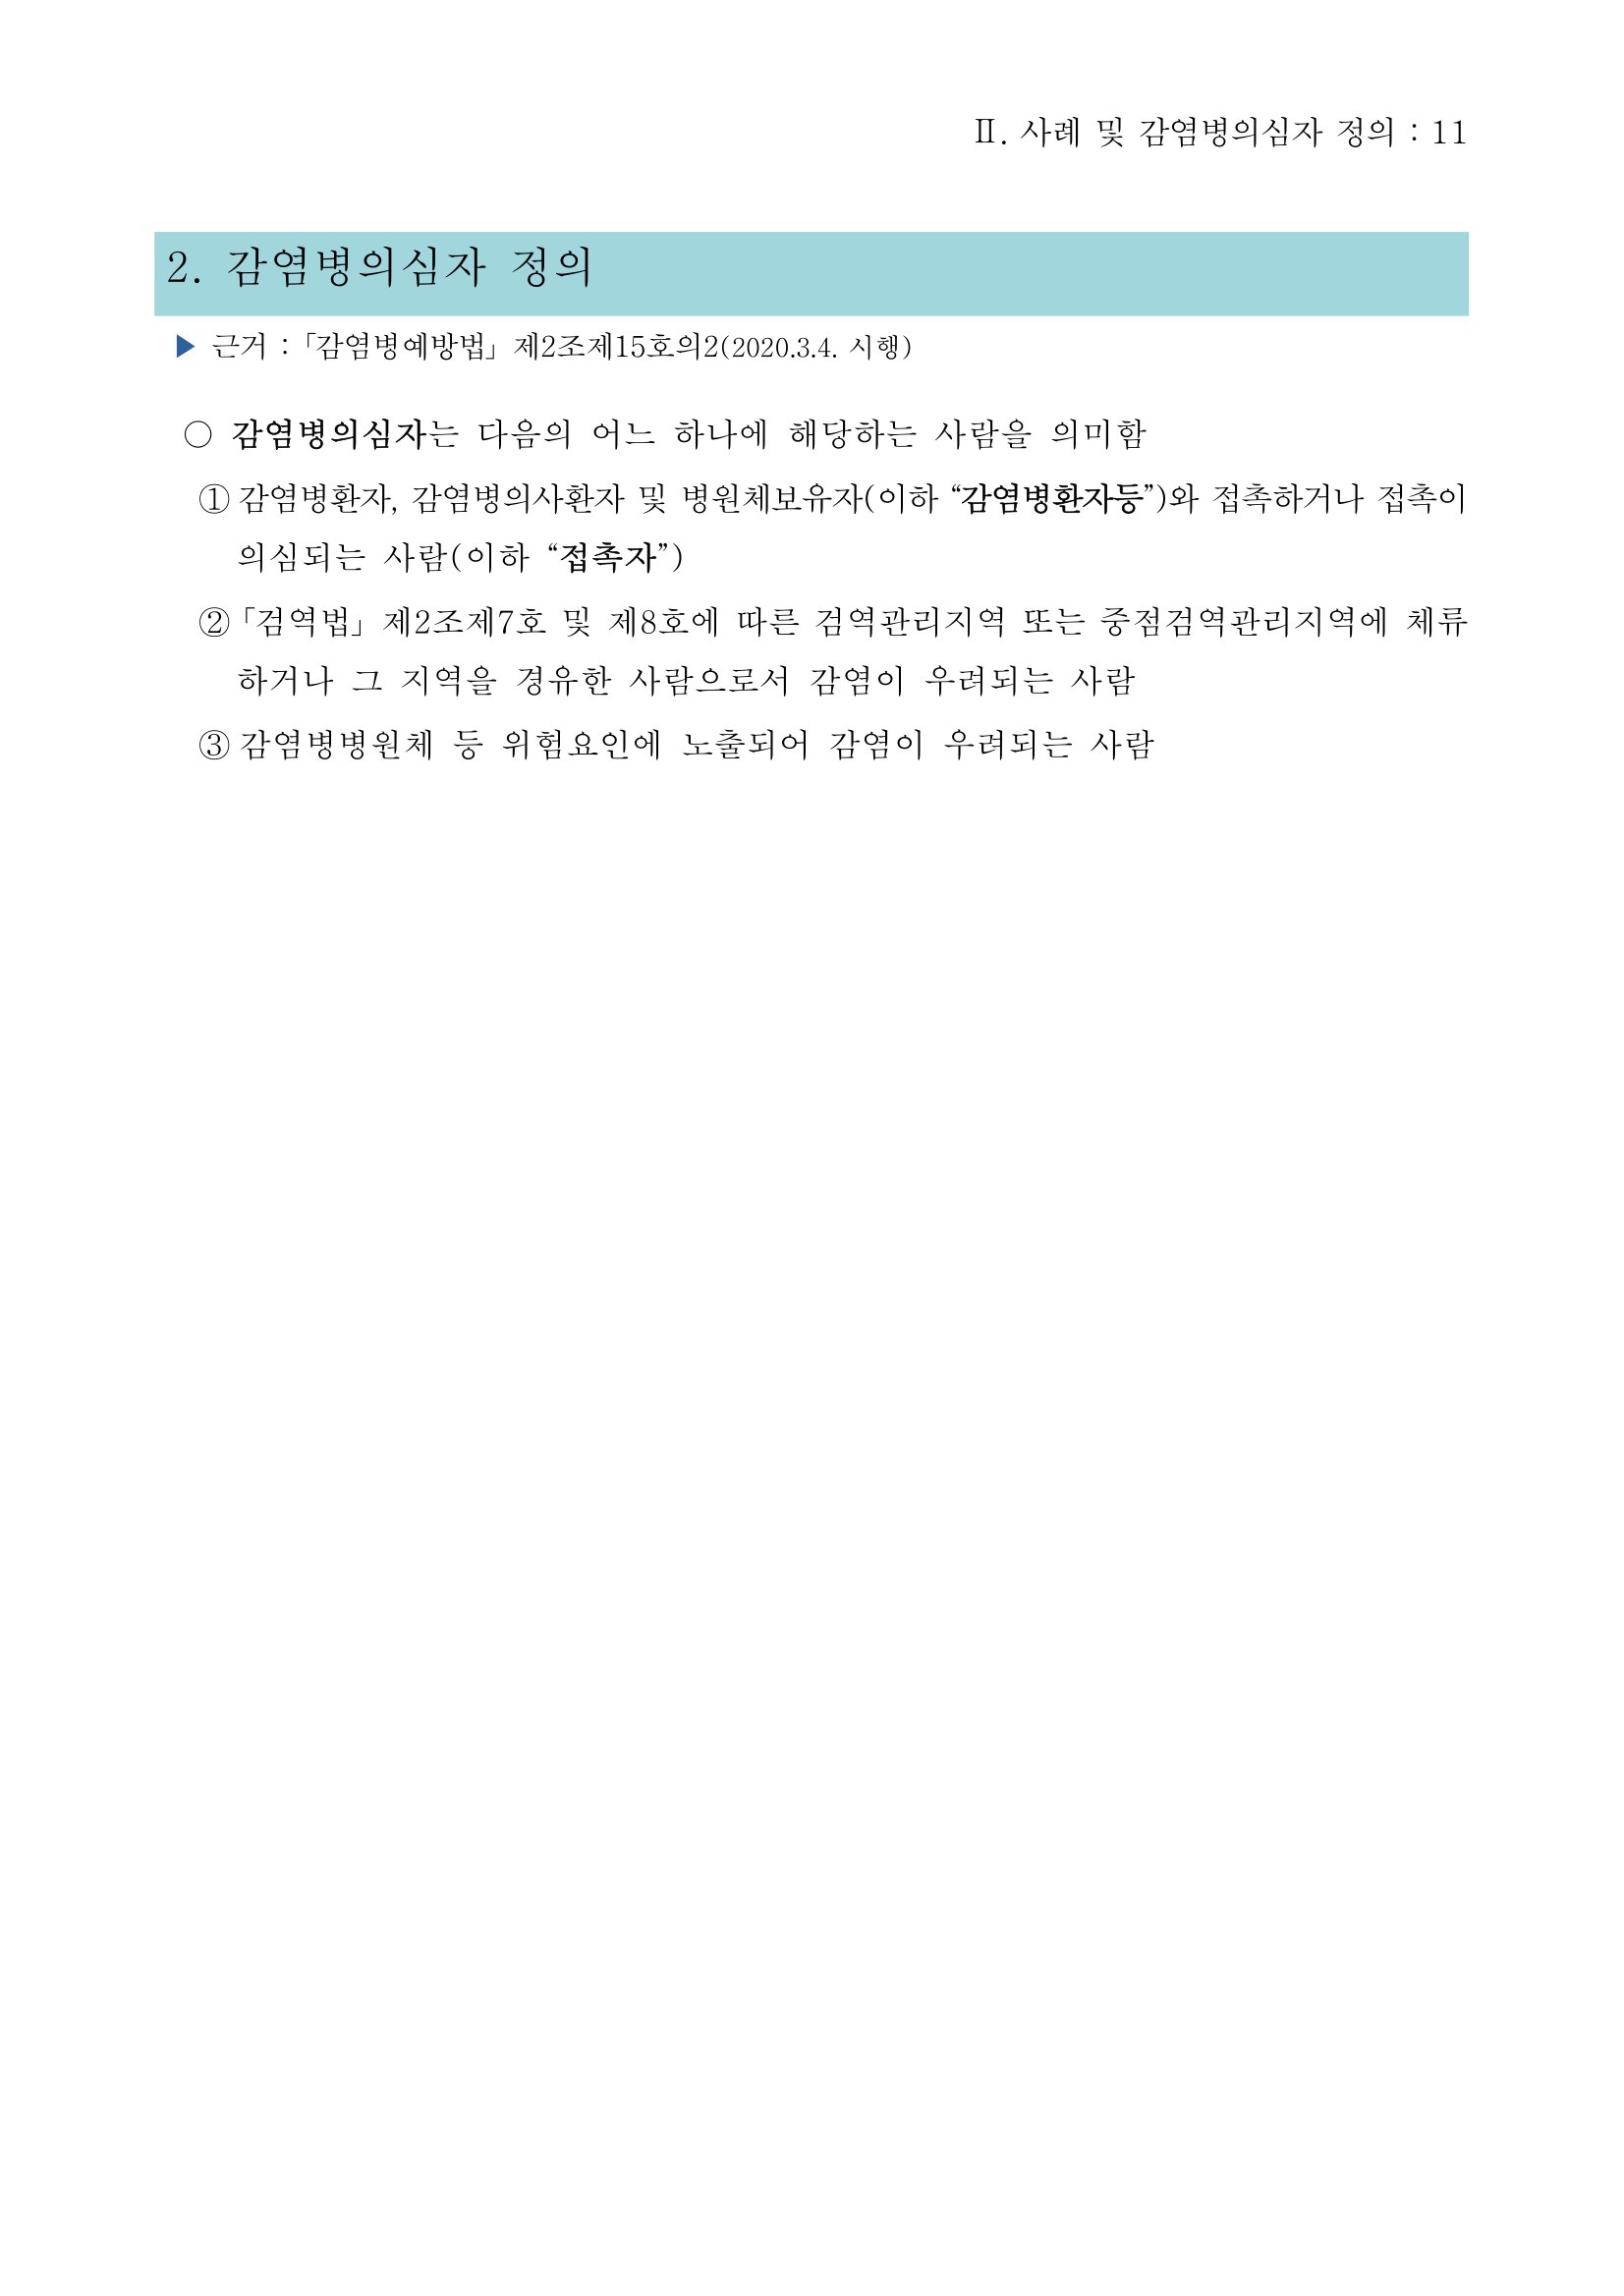 Ⅱ. 사례 및 감염병의심자 정의 : 11
2. 감염병의심자 정의
▶ 근거 : 「감염병예방법」 제2조제15호의2(2020.3.4. 시행)
○ 감염병의심자는 다음의 어느 하나에 해당하는 사람을 의미함
① 감염병환자, 감염병의사환자 및 병원체보유자(이하 “감염병환자등”)와 접촉하거나 접촉이
의심되는 사람(이하 “접촉자”)
② 「검역법」 제2조제7호 및 제8호에 따른 검역관리지역 또는 중점검역관리지역에 체류
하거나 그 지역을 경유한 사람으로서 감염이 우려되는 사람
③ 감염병병원체 등 위험요인에 노출되어 감염이 우려되는 사람